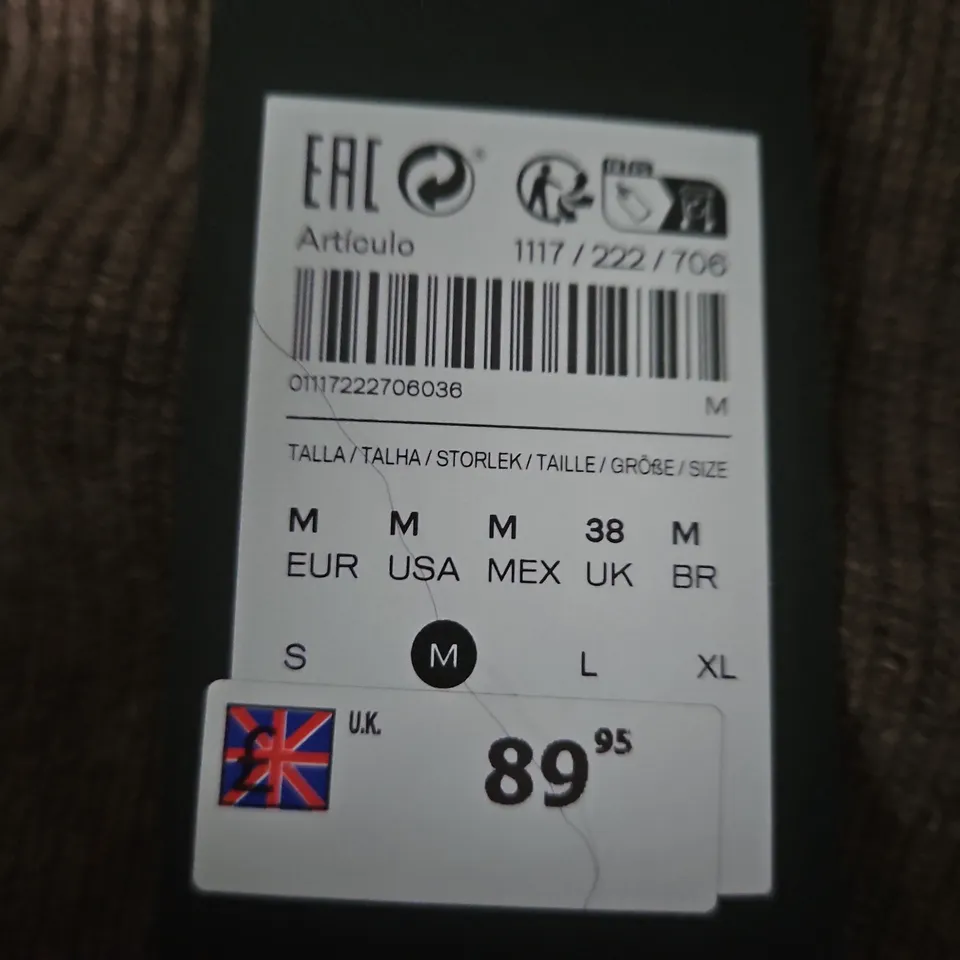 EAC
Artículo 1117 / 222 / 706
01117222706036
M
TALLA / TALHA / STORLEK / TAILLE / GRÖßE / SIZE
M M M 38 M
EUR USA MEX UK BR
S M L XL
£ U.K. 89 95